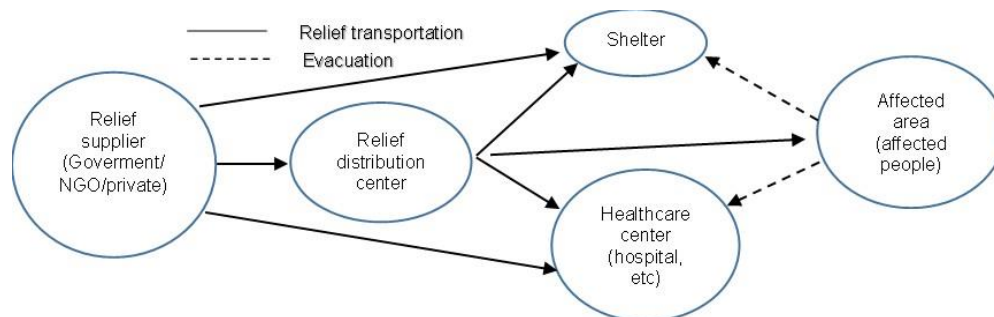 Relief transportation
Evacuation
Shelter
Relief
supplier
(Goverment/
NGO/private)
Relief
distribution
center
Affected
area
(affected
people)
Healthcare
center
(hospital,
etc)